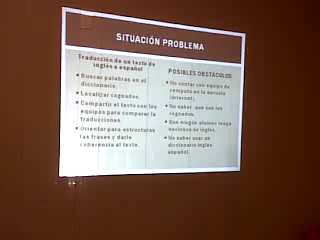 SITUACIÓN PROBLEMA
Traducción de un texto de
inglés a español
Buscar palabras en el
diccionario.
Localizar cognados.
Compartir el texto con los
equipos para comparar la
traducciones.
Orientar para estructurar
las frases y darle
coherencia al texto.
POSIBLES OBSTACULOS
No contar con equipo de
computo en la escuela
(internet)
No saber que son los
cognados.
Que ningún alumno tenga
nociones de inglés.
No saber usar un
diccionario inglés-
español.